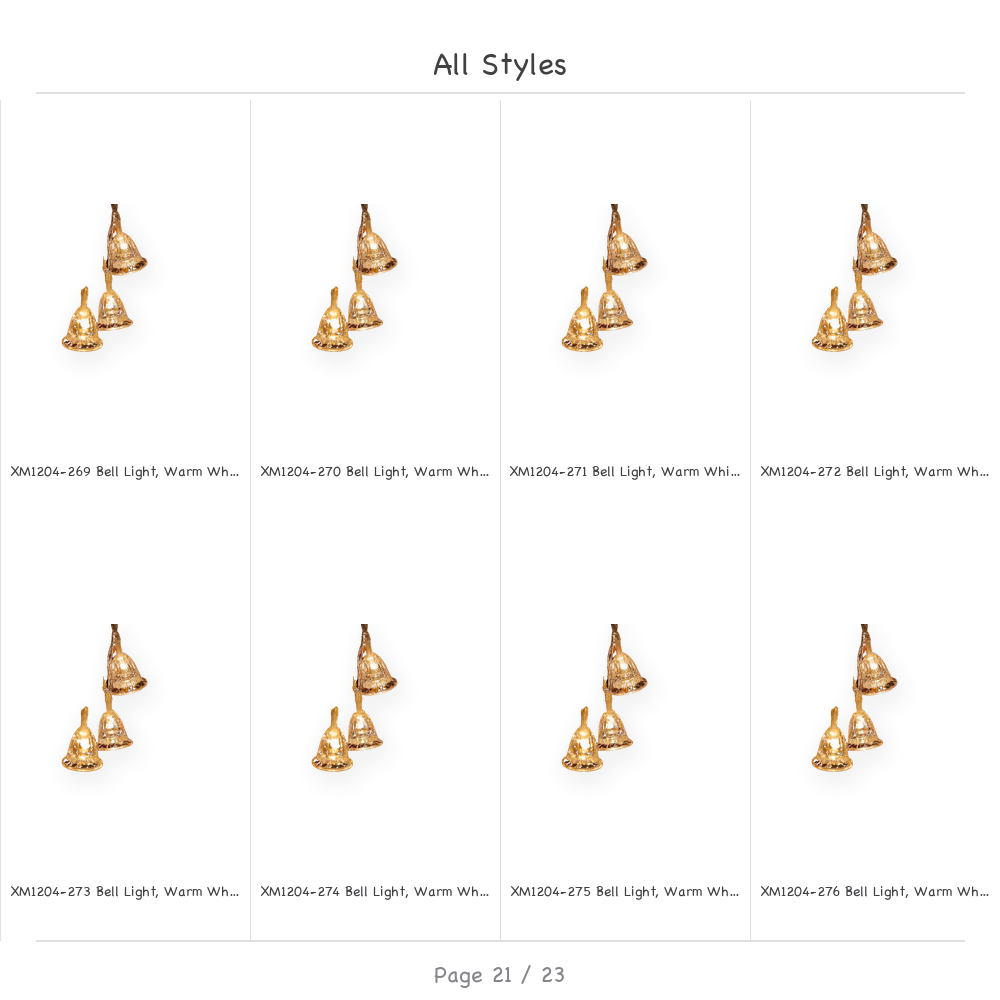 All Styles
XM1204-269 Bell Light, Warm Wh...
XM1204-270 Bell Light, Warm Wh...
XM1204-271 Bell Light, Warm Whi...
XM1204-272 Bell Light, Warm Wh...
XM1204-273 Bell Light, Warm Wh...
XM1204-274 Bell Light, Warm Wh...
XM1204-275 Bell Light, Warm Wh...
XM1204-276 Bell Light, Warm Wh...
Page 21 / 23